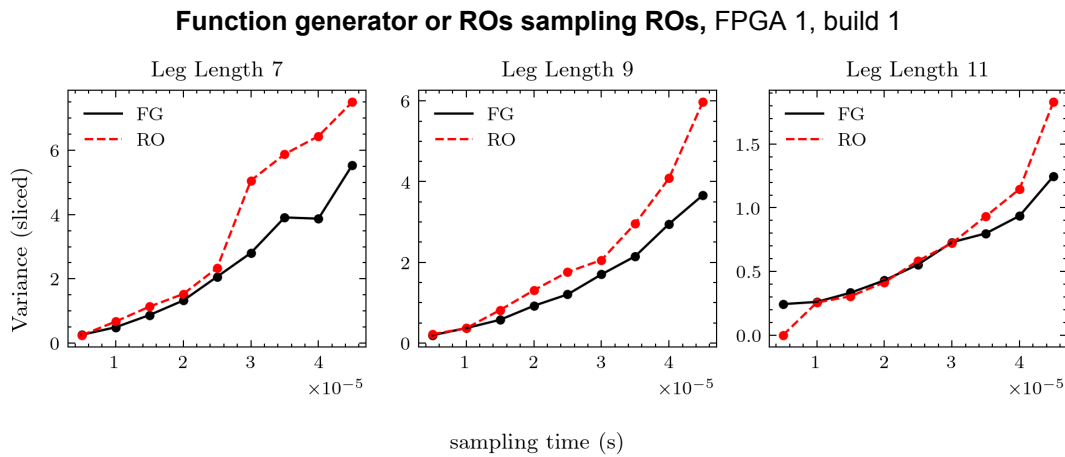 Function generator or ROs sampling ROs, FPGA 1, build 1
Leg Length 7
Leg Length 9
Leg Length 11
Variance (sliced)
FG
RO
0
2
4
6
1
2
3
4
×10⁻⁵
FG
RO
0
2
4
6
1
2
3
4
×10⁻⁵
FG
RO
0.0
0.5
1.0
1.5
1
2
3
4
×10⁻⁵
sampling time (s)